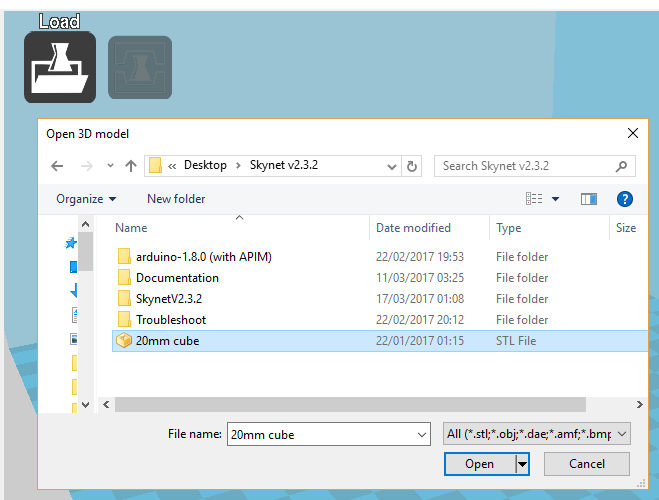 Load
Open 3D model
« Desktop > Skynet v2.3.2
Search Skynet v2.3.2
Organize
New folder
?
Name
Date modified
Type
Size
arduino-1.8.0 (with APIM)
22/02/2017 19:53
File folder
Documentation
11/03/2017 03:25
File folder
SkynetV2.3.2
17/03/2017 01:08
File folder
Troubleshoot
22/02/2017 20:12
File folder
20mm cube
22/01/2017 01:15
STL File
File name:
20mm cube
All (*.stl;*.obj;*.dae;*.amf;*.bmp
Open
Cancel